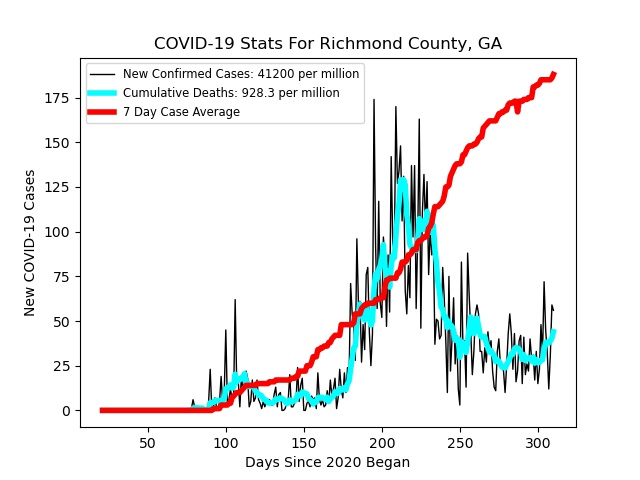 COVID-19 Stats For Richmond County, GA
New Confirmed Cases: 41200 per million
Cumulative Deaths: 928.3 per million
7 Day Case Average
New COVID-19 Cases
175
150
125
100
75
50
25
0
50 100 150 200 250 300
Days Since 2020 Began